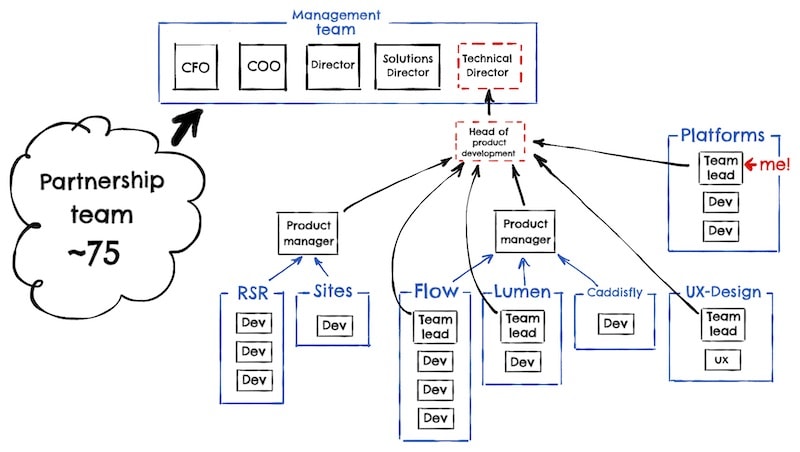 Management
team
CFO
COO
Director
Solutions
Director
Technical
Director
Head of
product
development
Partnership
team
~75
Platforms
Team
lead
me!
Dev
Dev
Product
manager
Product
manager
RSR
Dev
Dev
Dev
Sites
Dev
Flow
Team
lead
Dev
Dev
Dev
Lumen
Team
lead
Dev
Caddisfly
Dev
UX-Design
Team
lead
UX